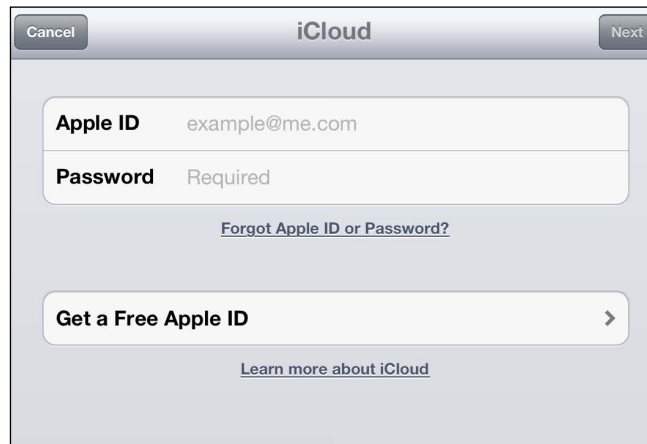 Cancel iCloud Next
Apple ID example@me.com
Password Required
Forgot Apple ID or Password?
Get a Free Apple ID
Learn more about iCloud